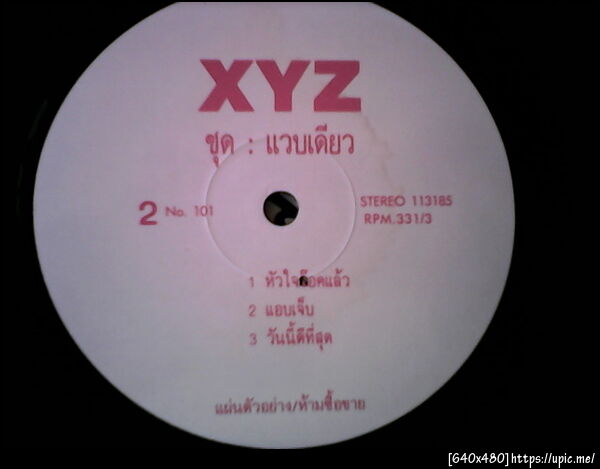 XYZ
ชุด : แวบเดียว
2 No. 101
STEREO 113185
RPM.331/3
1 หัวใจอ๊อคแล้ว
2 แอบเจ็บ
3 วันนี้ดีที่สุด
แผ่นตัวอย่าง/ห้ามซื้อขาย
[640x480]https://upic.me/